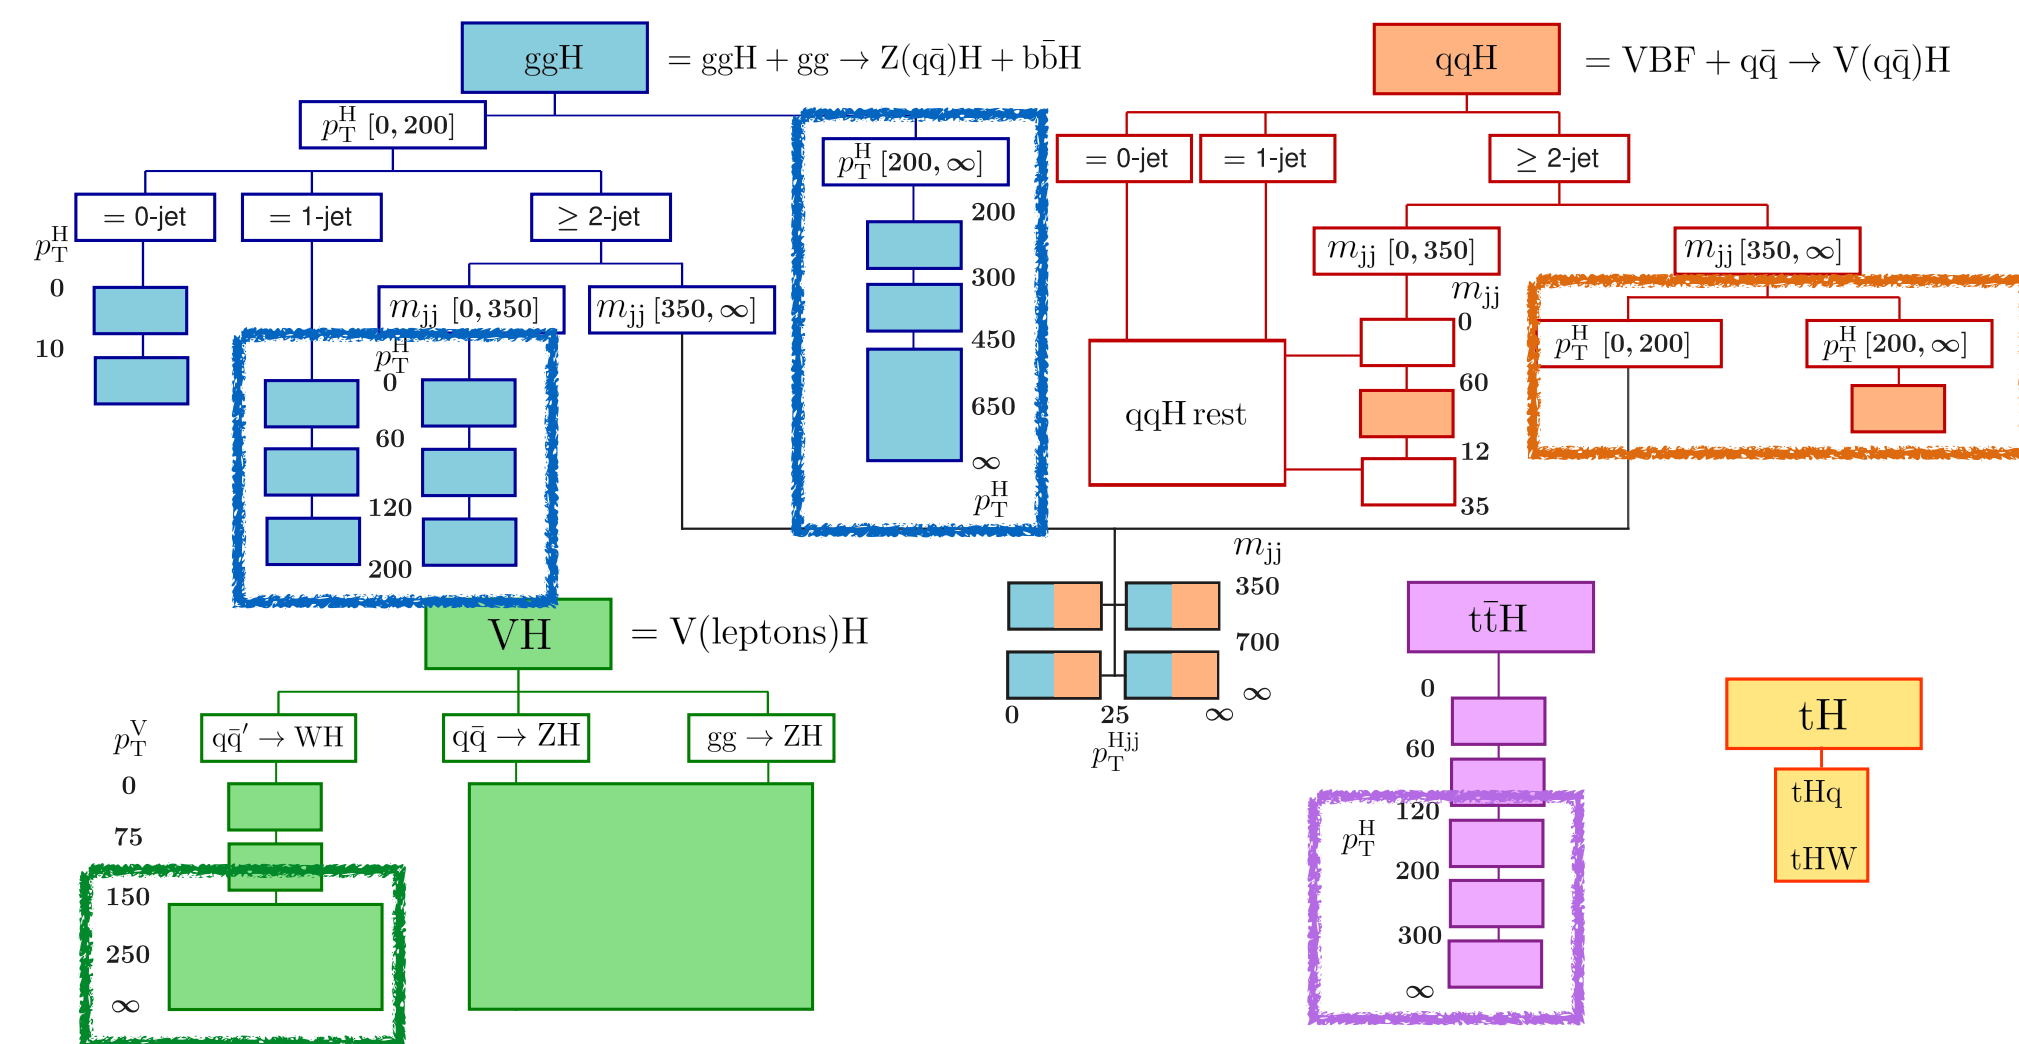 ggH
= ggH + gg → Z(qq̄)H + bb̄H
qqH
= VBF + qq̄ → V(qq̄)H
p_T^H [0, 200]
p_T^H [200, ∞]
= 0-jet
= 1-jet
≥ 2-jet
= 0-jet
= 1-jet
≥ 2-jet
p_T^H
0
10
m_jj [0, 350]
m_jj [350, ∞]
p_T^H
0
60
120
200
200
300
450
650
∞
p_T^H
m_jj [0, 350]
m_jj [350, ∞]
m_jj
0
60
12
35
qqH rest
p_T^H [0, 200]
p_T^H [200, ∞]
m_jj
350
700
∞
0
25
∞
p_T^Hjj
VH
= V(leptons)H
qq̄′ → WH
qq̄ → ZH
gg → ZH
p_T^V
0
75
150
250
∞
tt̄H
0
60
120
p_T^H
200
300
∞
tH
tHq
tHW